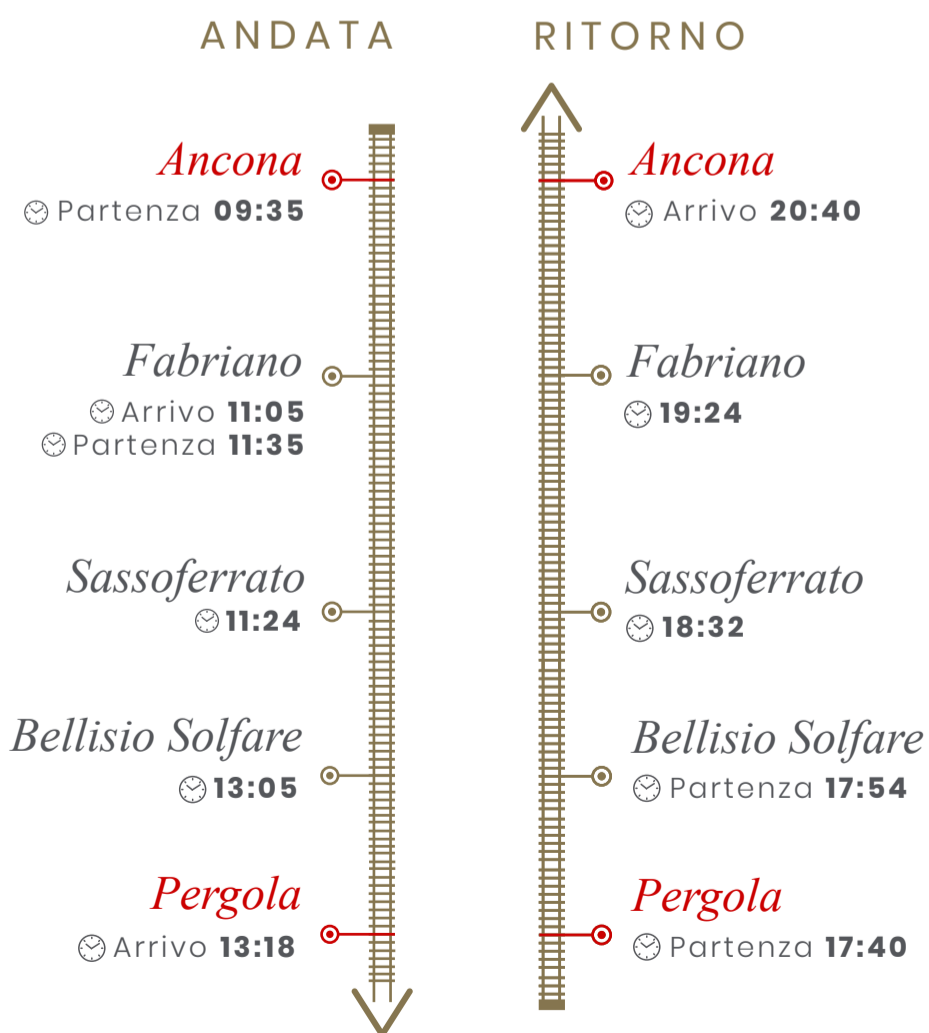 ANDATA
Ancona
Partenza 09:35
Fabriano
Arrivo 11:05
Partenza 11:35
Sassoferrato
11:24
Bellisio Solfare
13:05
Pergola
Arrivo 13:18
RITORNO
Ancona
Arrivo 20:40
Fabriano
19:24
Sassoferrato
18:32
Bellisio Solfare
Partenza 17:54
Pergola
Partenza 17:40